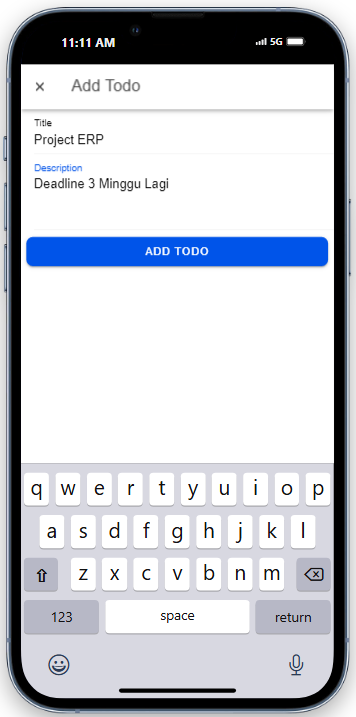 11:11 AM
5G
× Add Todo
Title
Project ERP
Description
Deadline 3 Minggu Lagi
ADD TODO
q w e r t y u i o p
a s d f g h j k l
z x c v b n m
123 space return